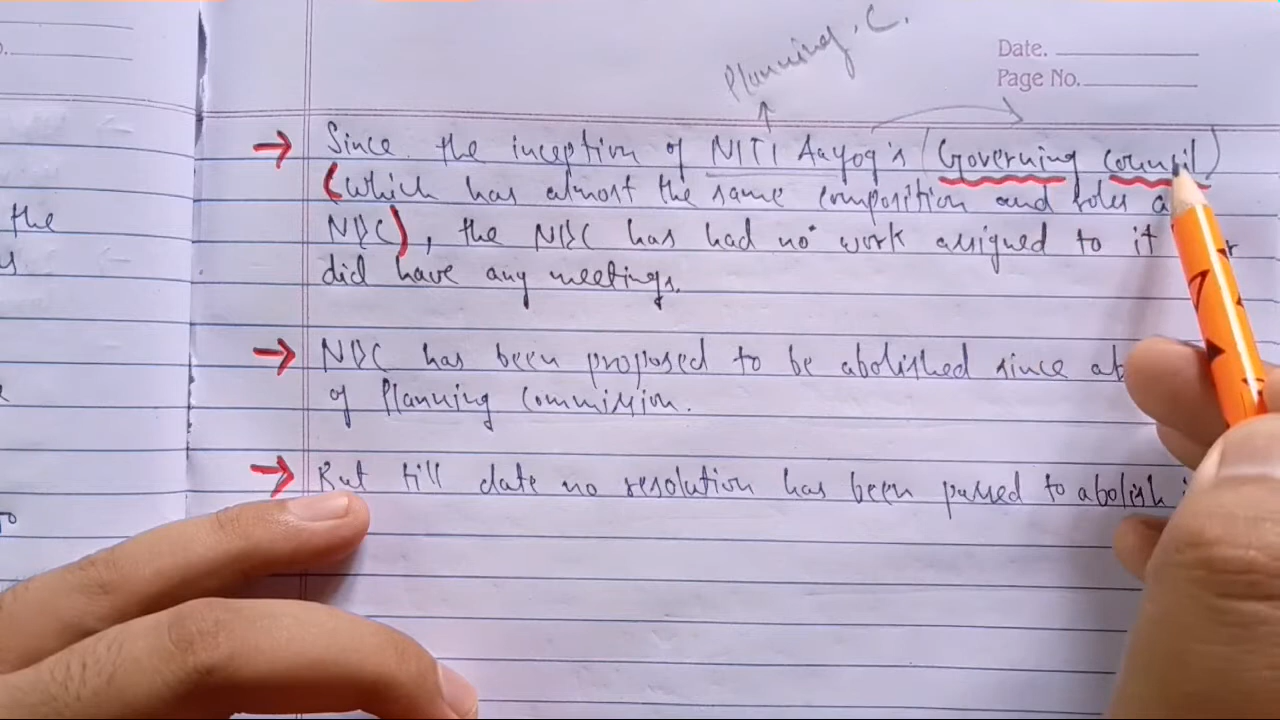 Planning. C.
Date.
Page No.
Since the inception of NITI Aayog's (Governing Council)
(which has almost the same composition and roles a
NDC), the NDC has had no work assigned to it
did have any meetings.
NDC has been proposed to be abolished since ab
of Planning Commission.
But till date no resolution has been passed to abolish
the